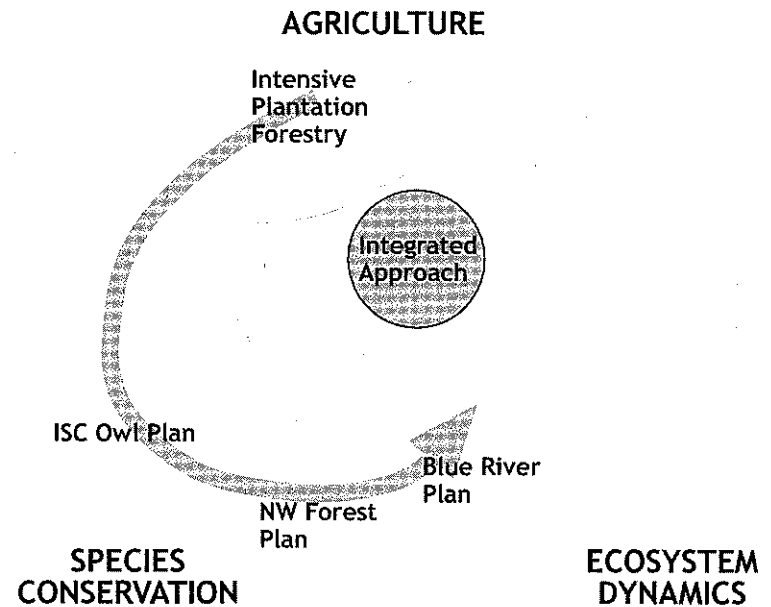 AGRICULTURE
Intensive
Plantation
Forestry
Integrated
Approach
ISC Owl Plan
Blue River
Plan
NW Forest
Plan
SPECIES
CONSERVATION
ECOSYSTEM
DYNAMICS